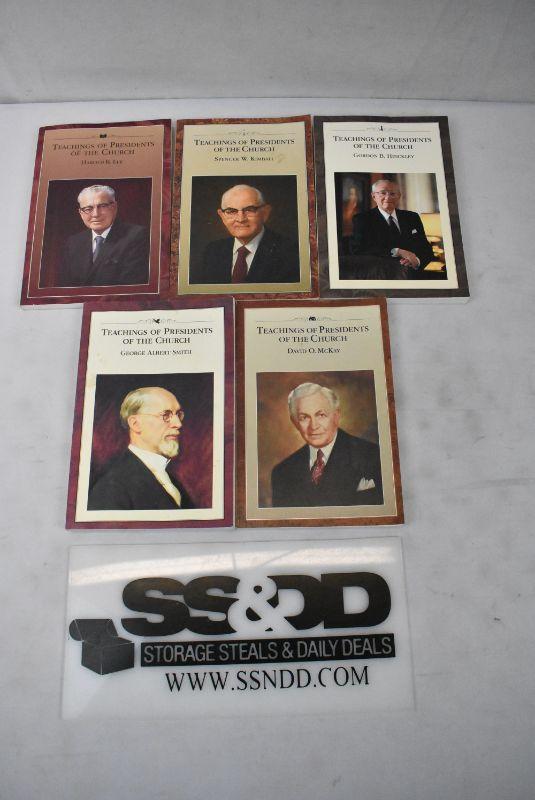 TEACHINGS OF PRESIDENTS
OF THE CHURCH
HAROLD B. LEE
TEACHINGS OF PRESIDENTS
OF THE CHURCH
SPENCER W. KIMBALL
TEACHINGS OF PRESIDENTS
OF THE CHURCH
GORDON B. HINCKLEY
TEACHINGS OF PRESIDENTS
OF THE CHURCH
GEORGE ALBERT SMITH
TEACHINGS OF PRESIDENTS
OF THE CHURCH
DAVID O. MCKAY
SS&DD
STORAGE STEALS & DAILY DEALS
WWW.SSNDD.COM